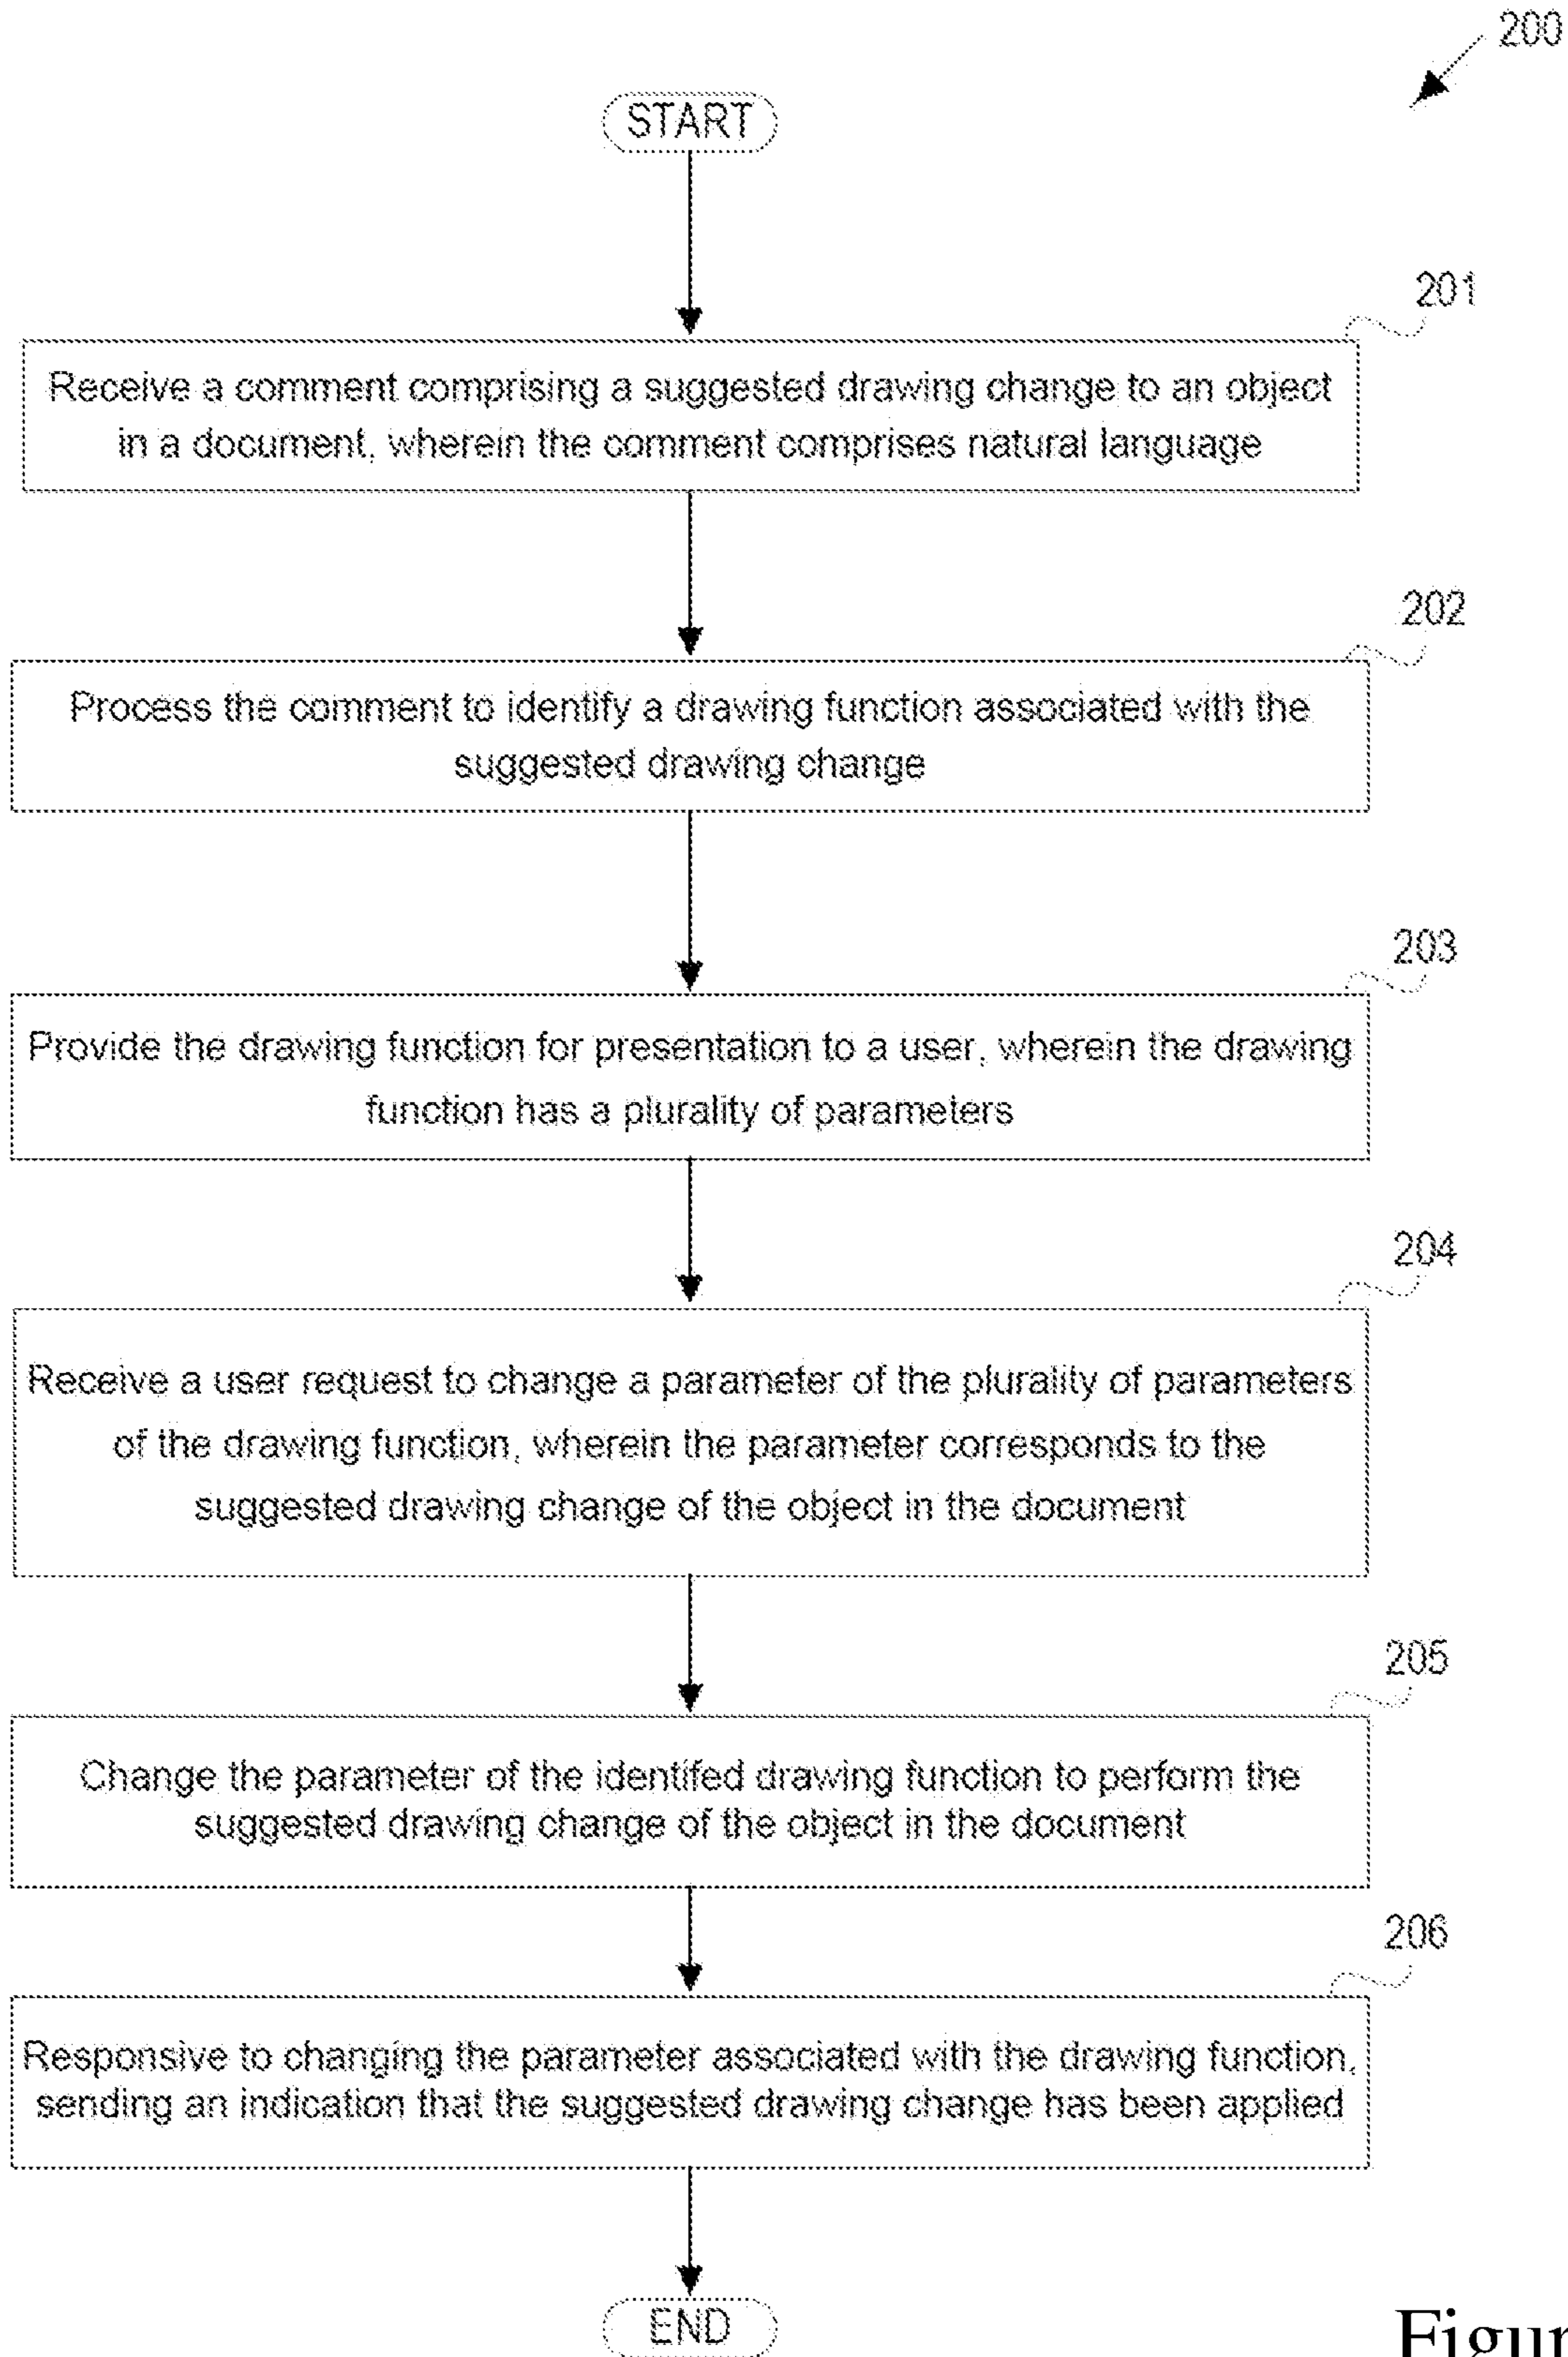 200
START
201
Receive a comment comprising a suggested drawing change to an object
in a document, wherein the comment comprises natural language
202
Process the comment to identify a drawing function associated with the
suggested drawing change
203
Provide the drawing function for presentation to a user, wherein the drawing
function has a plurality of parameters
204
Receive a user request to change a parameter of the plurality of parameters
of the drawing function, wherein the parameter corresponds to the
suggested drawing change of the object in the document
205
Change the parameter of the identifed drawing function to perform the
suggested drawing change of the object in the document
206
Responsive to changing the parameter associated with the drawing function,
sending an indication that the suggested drawing change has been applied
END